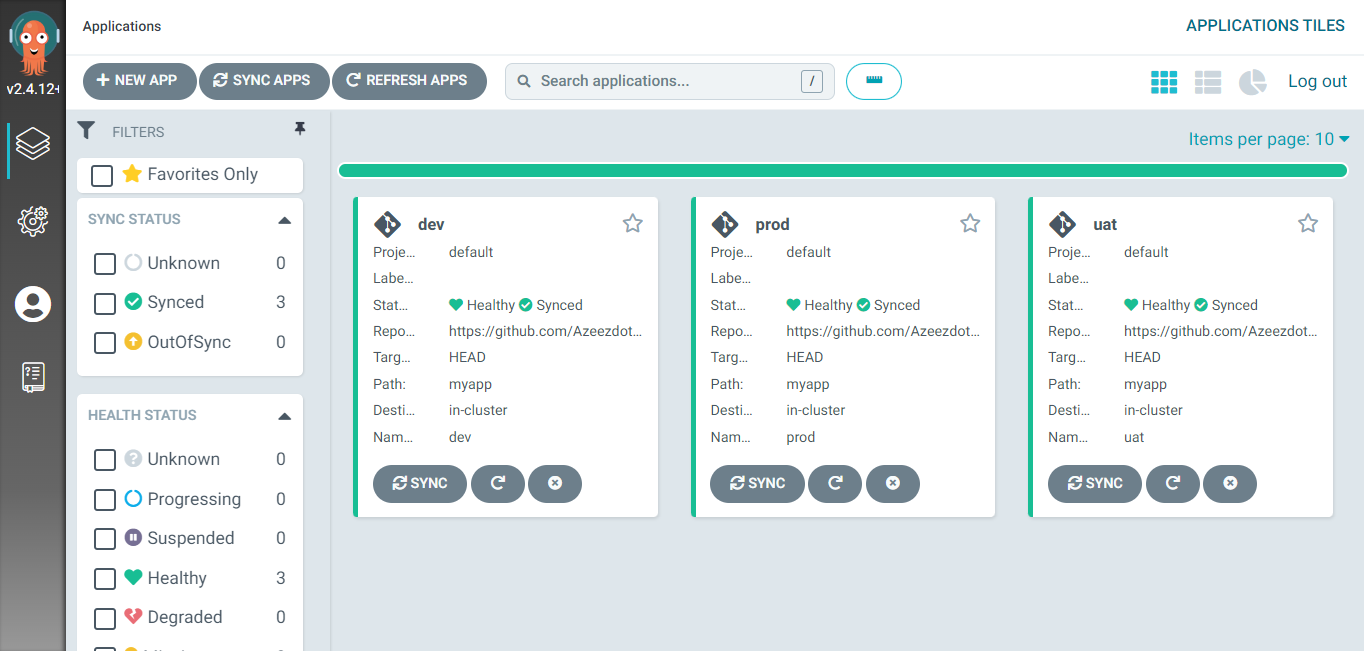 Applications
APPLICATIONS TILES
v2.4.12+
NEW APP
SYNC APPS
REFRESH APPS
Search applications...
/
Log out
FILTERS
Items per page: 10
Favorites Only
SYNC STATUS
Unknown 0
Synced 3
OutOfSync 0
HEALTH STATUS
Unknown 0
Progressing 0
Suspended 0
Healthy 3
Degraded 0
dev
Proje... default
Labe...
Stat... Healthy Synced
Repo... https://github.com/Azeezdot...
Targ... HEAD
Path: myapp
Desti... in-cluster
Nam... dev
SYNC
prod
Proje... default
Labe...
Stat... Healthy Synced
Repo... https://github.com/Azeezdot...
Targ... HEAD
Path: myapp
Desti... in-cluster
Nam... prod
SYNC
uat
Proje... default
Labe...
Stat... Healthy Synced
Repo... https://github.com/Azeezdot...
Targ... HEAD
Path: myapp
Desti... in-cluster
Nam... uat
SYNC